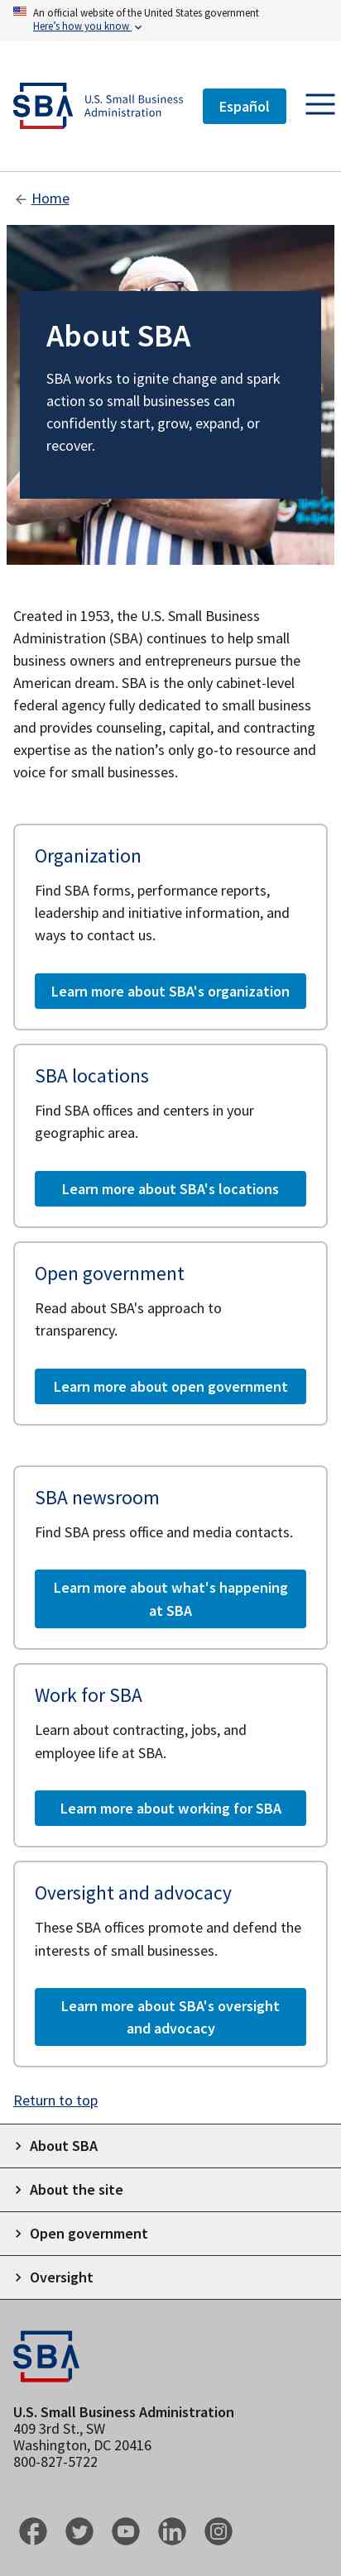 An official website of the United States government
Here's how you know
SBA
U.S. Small Business
Administration
Español
Home
About SBA
SBA works to ignite change and spark
action so small businesses can
confidently start, grow, expand, or
recover.
Created in 1953, the U.S. Small Business
Administration (SBA) continues to help small
business owners and entrepreneurs pursue the
American dream. SBA is the only cabinet-level
federal agency fully dedicated to small business
and provides counseling, capital, and contracting
expertise as the nation’s only go-to resource and
voice for small businesses.
Organization
Find SBA forms, performance reports,
leadership and initiative information, and
ways to contact us.
Learn more about SBA's organization
SBA locations
Find SBA offices and centers in your
geographic area.
Learn more about SBA's locations
Open government
Read about SBA's approach to
transparency.
Learn more about open government
SBA newsroom
Find SBA press office and media contacts.
Learn more about what's happening
at SBA
Work for SBA
Learn about contracting, jobs, and
employee life at SBA.
Learn more about working for SBA
Oversight and advocacy
These SBA offices promote and defend the
interests of small businesses.
Learn more about SBA's oversight
and advocacy
Return to top
About SBA
About the site
Open government
Oversight
SBA
U.S. Small Business Administration
409 3rd St., SW
Washington, DC 20416
800-827-5722